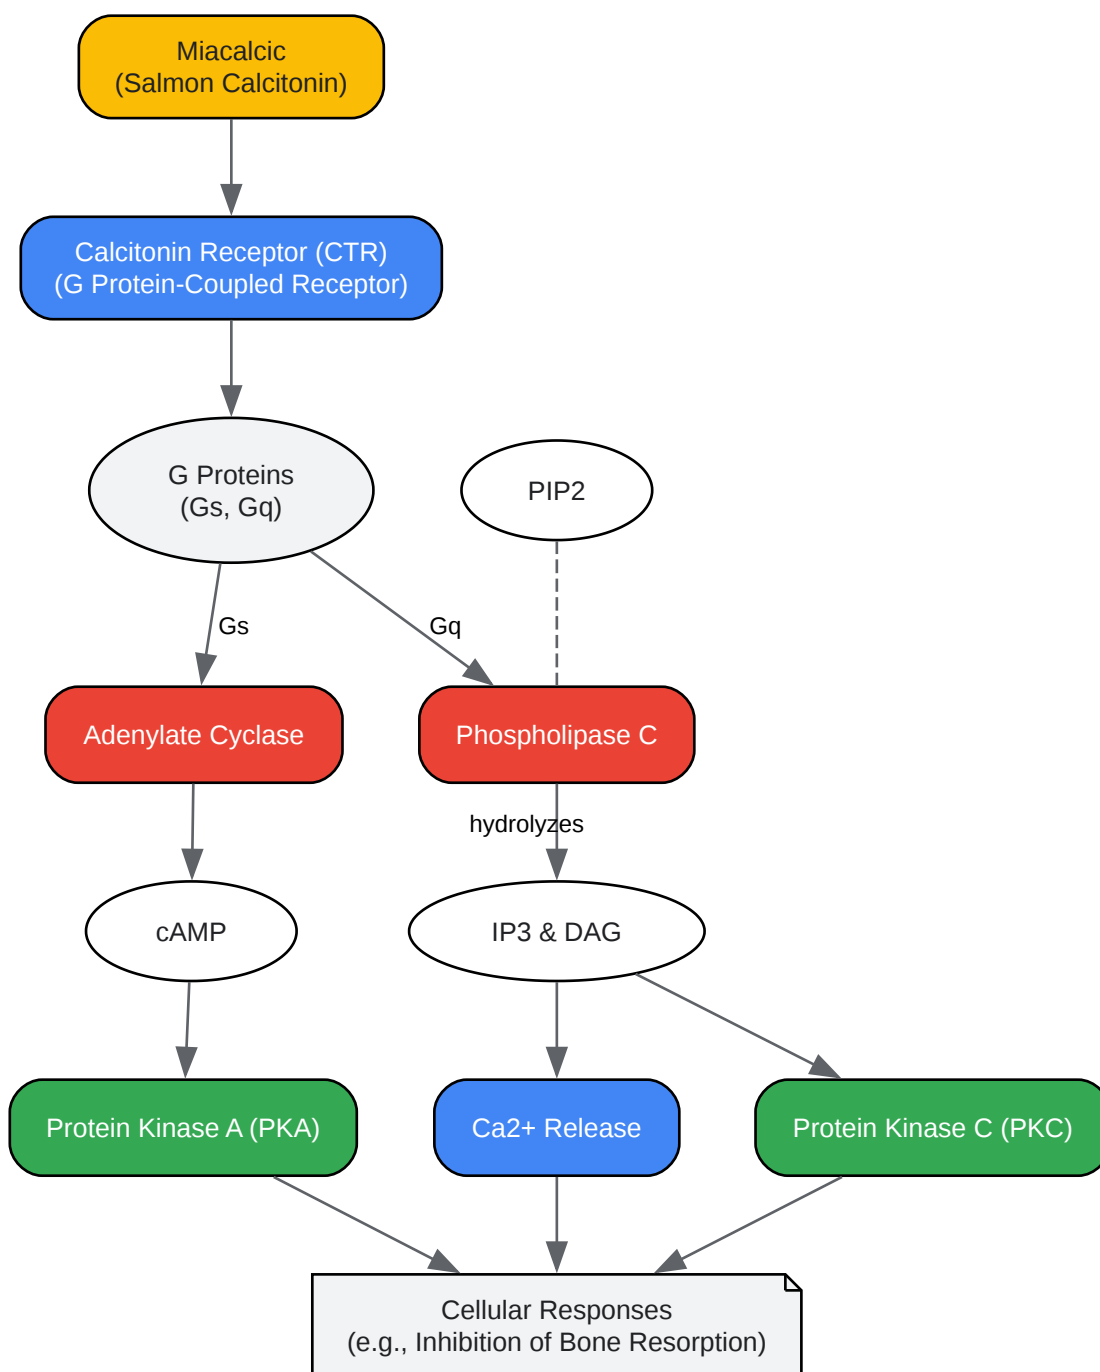 Miacalcic
(Salmon Calcitonin)
Calcitonin Receptor (CTR)
(G Protein-Coupled Receptor)
G Proteins
(Gs, Gq)
PIP2
Gs
Gq
Adenylate Cyclase
Phospholipase C
hydrolyzes
cAMP
IP3 & DAG
Protein Kinase A (PKA)
Ca2+ Release
Protein Kinase C (PKC)
Cellular Responses
(e.g., Inhibition of Bone Resorption)